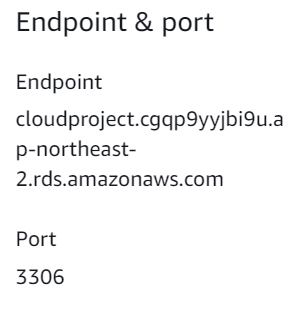 Endpoint & port
Endpoint
cloudproject.cgqp9yyjbi9u.a
p-northeast-
2.rds.amazonaws.com
Port
3306